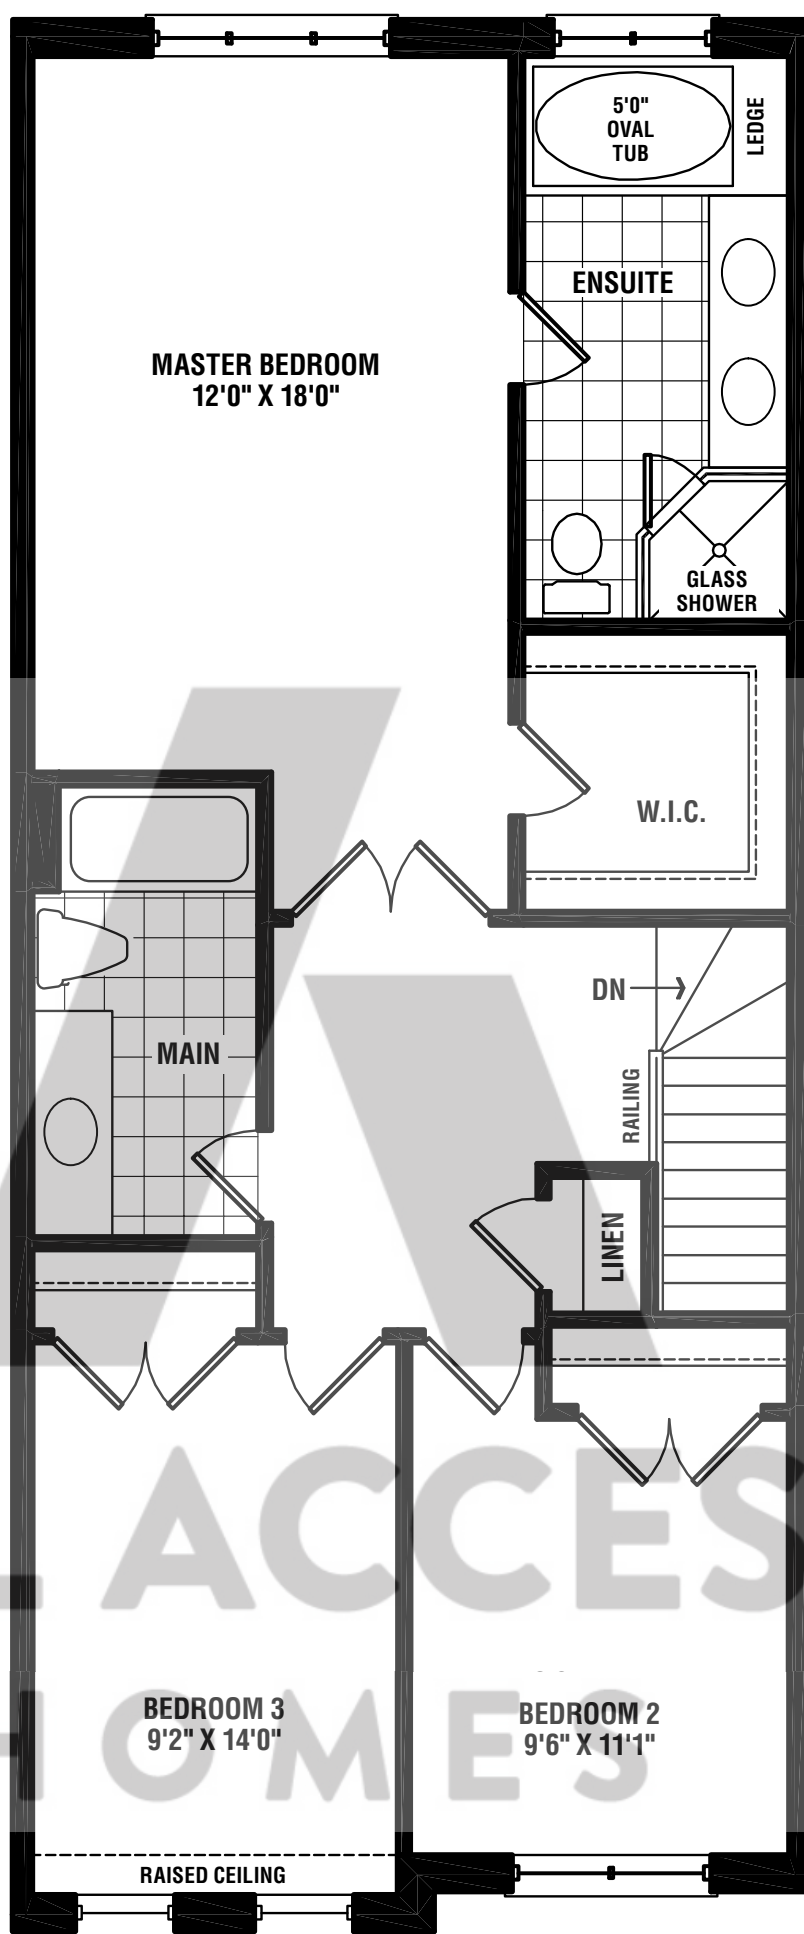 5'0"
OVAL
TUB
LEDGE
ENSUITE
MASTER BEDROOM
12'0" X 18'0"
GLASS
SHOWER
W.I.C.
DN
MAIN
RAILING
LINEN
L ACCES
HOMES
BEDROOM 3
9'2" X 14'0"
BEDROOM 2
9'6" X 11'1"
RAISED CEILING